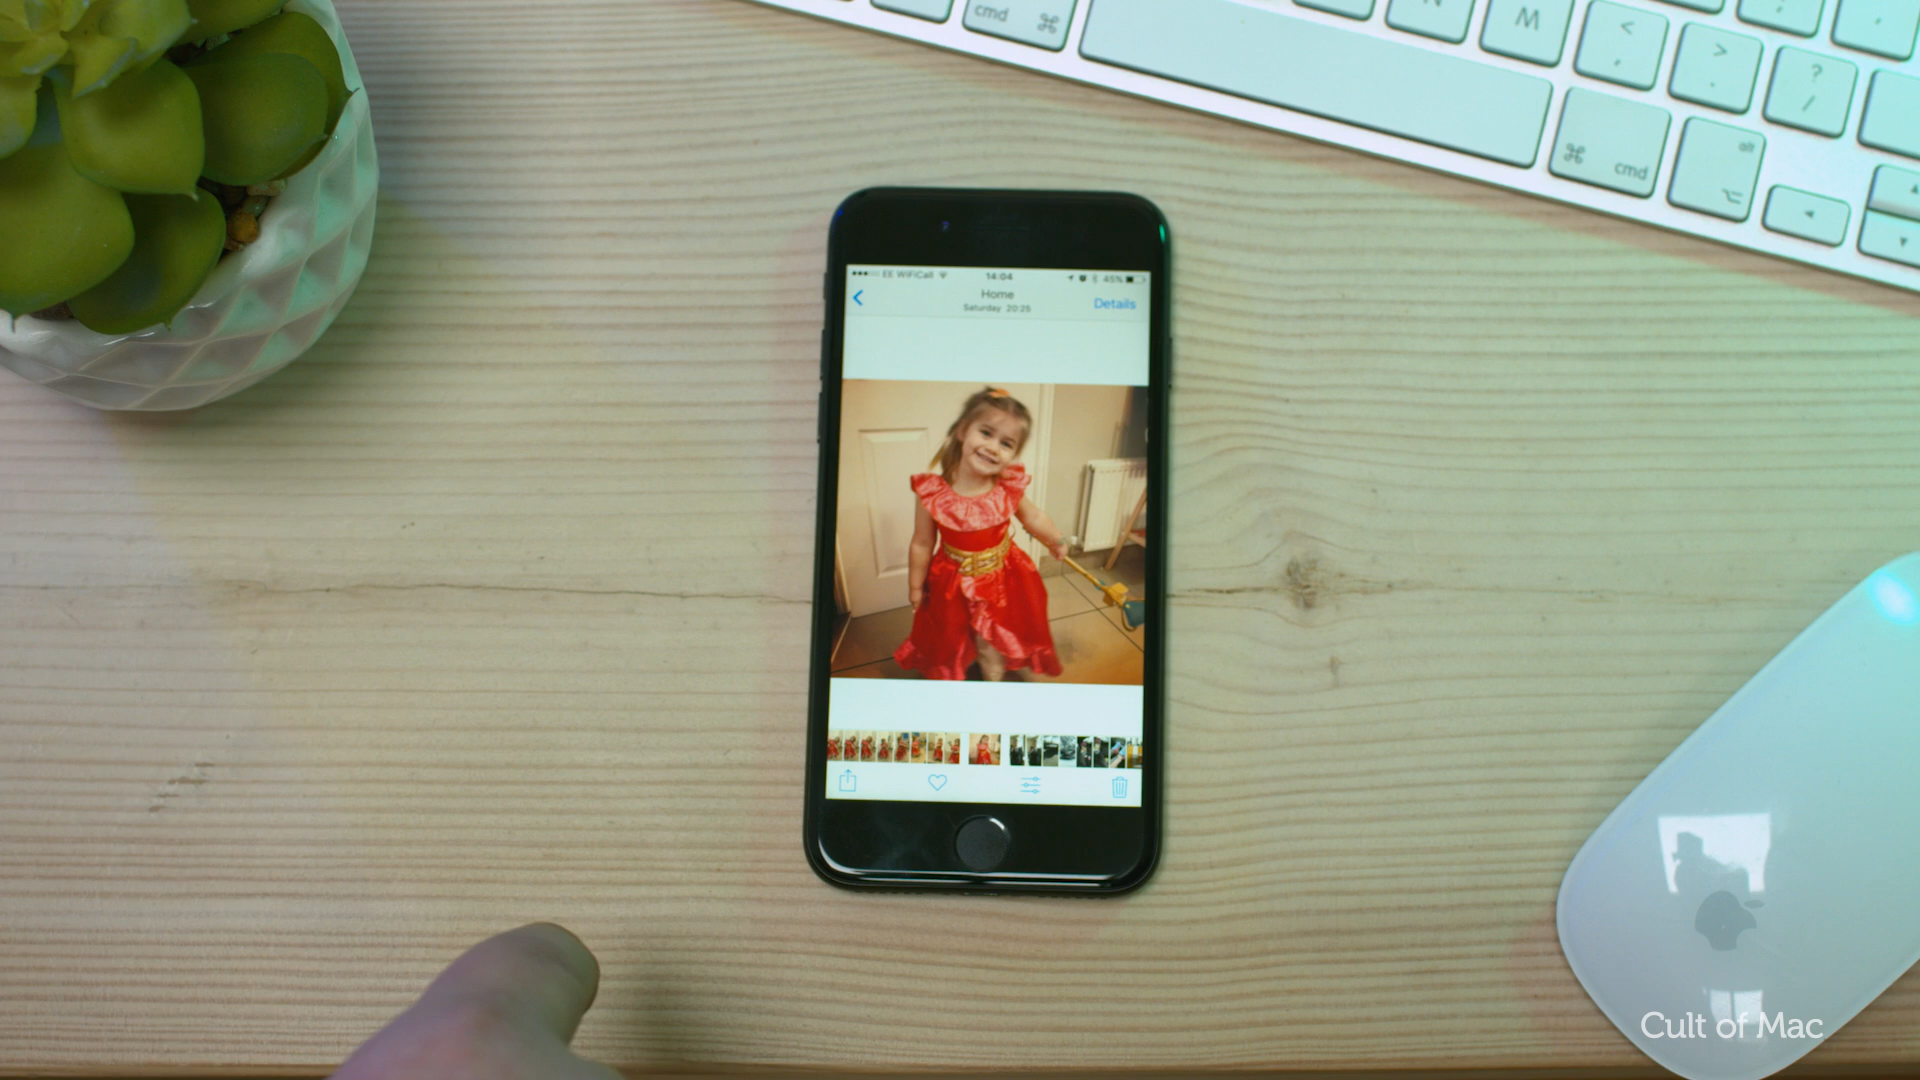 cmd ⌘
N
M
< ,
> .
? /
⌘ cmd
alt
⌥
EE WiFiCall 14:04 45%
Home
Saturday 20:25
Details
Cult of Mac